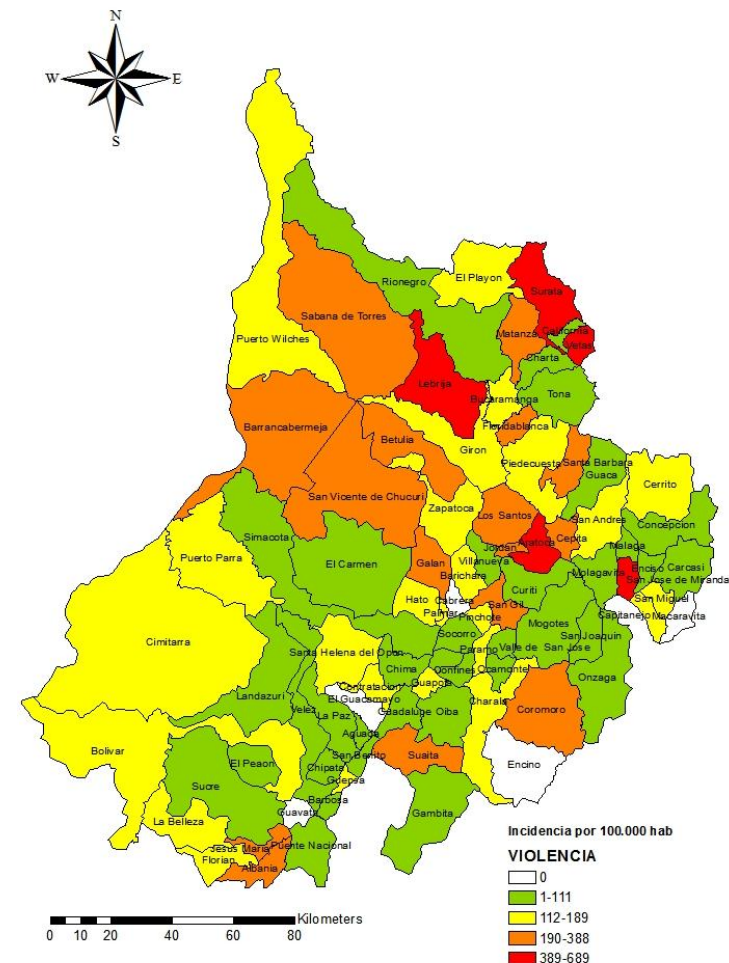 N
W E
S
El Playon
Surata
Rionegro
Sabana de Torres
Matanza
California
Puerto Wilches
Vetas
Charta
Lebrija
Tona
Bucaramanga
Barrancabermeja
Floridablanca
Betulia
Giron
Piedecuesta
Santa Barbara
Guaca
Cerrito
San Vicente de Chucuri
Zapatoca
Los Santos
San Andres
Concepcion
Simacota
Aratoca
Cepita
Malaga
Puerto Parra
El Carmen
Galan
Jordan
Villanueva
Barichara
Molagavita
Enciso
Carcasi
San Jose de Miranda
Curiti
Hato
Cabrera
Palmar
San Gil
San Miguel
Capitanejo
Macaravita
Pinchote
Mogotes
Cimitarra
Socorro
San Joaquin
Santa Helena del Opon
Paramo
Valle de San Jose
Chima
Confines
Ocamonte
Onzaga
Contratacion
Guapota
Landazuri
El Guacamayo
Charala
Velez
La Paz
Guadalupe
Oiba
Coromoro
Aguada
Bolivar
El Peaon
San Benito
Suaita
Encino
Chipata
Guepsa
Sucre
Barbosa
Guavata
Gambita
La Belleza
Jesus Maria
Puente Nacional
Florian
Albania
Incidencia por 100.000 hab
VIOLENCIA
0
1-111
112-189
190-388
389-689
Kilometers
0 10 20 40 60 80